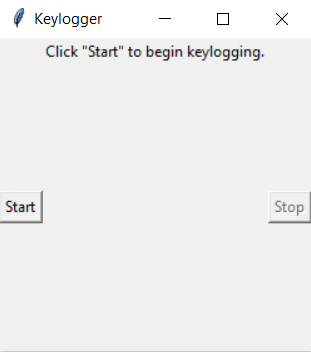 Keylogger
Click "Start" to begin keylogging.
Start
Stop